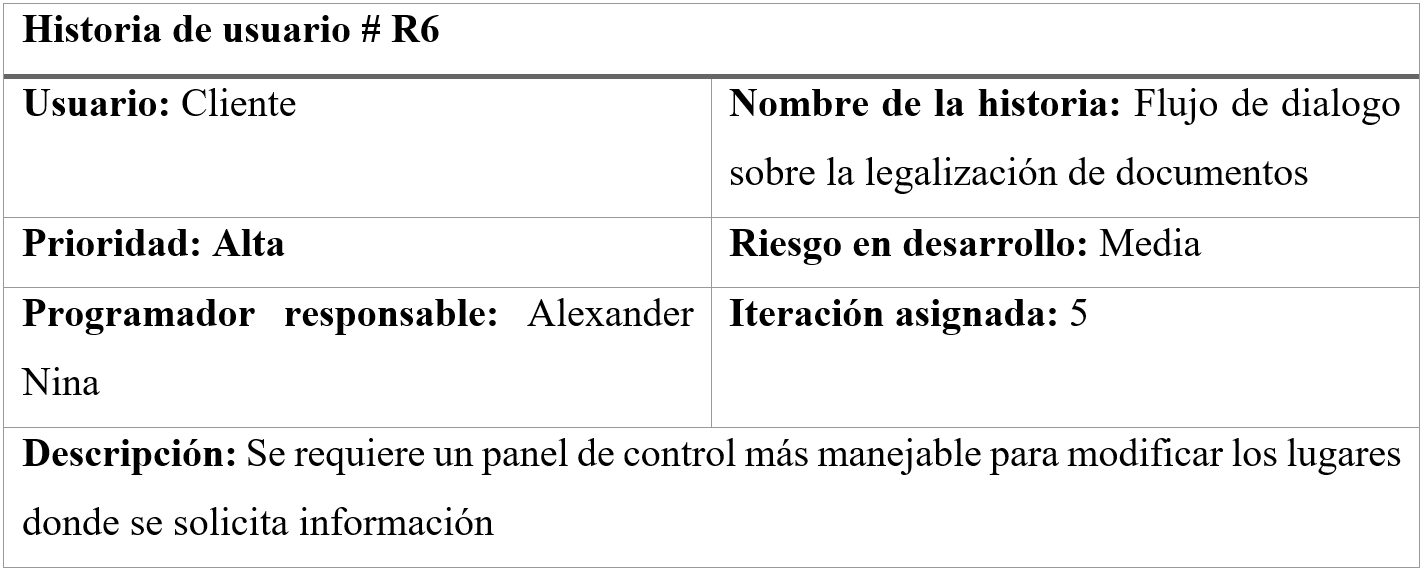 Historia de usuario # R6
Usuario: Cliente
Nombre de la historia: Flujo de dialogo
sobre la legalización de documentos
Prioridad: Alta
Riesgo en desarrollo: Media
Programador responsable: Alexander
Nina
Iteración asignada: 5
Descripción: Se requiere un panel de control más manejable para modificar los lugares
donde se solicita información